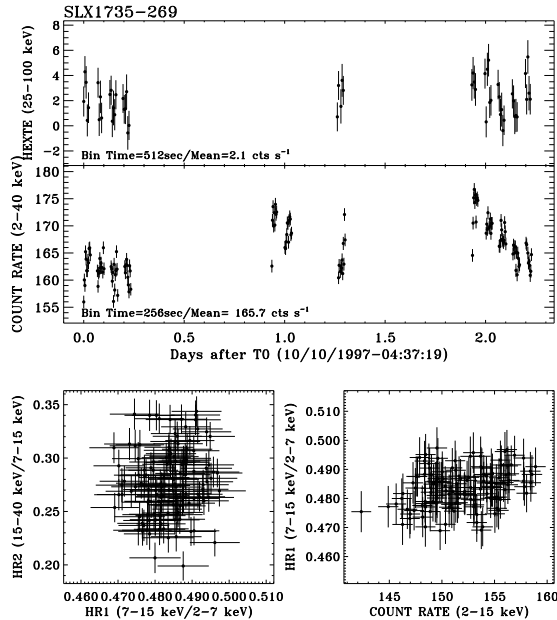 SLX1735-269
HEXTE (25-100 keV)
8
6
4
2
0
-2
Bin Time=512sec/Mean=2.1 cts s⁻¹
COUNT RATE (2-40 keV)
180
175
170
165
160
155
Bin Time=256sec/Mean= 165.7 cts s⁻¹
0.0 0.5 1.0 1.5 2.0
Days after T0 (10/10/1997-04:37:19)
HR2 (15-40 keV/7-15 keV)
0.35
0.30
0.25
0.20
0.460 0.470 0.480 0.490 0.500 0.510
HR1 (7-15 keV/2-7 keV)
HR1 (7-15 keV/2-7 keV)
0.510
0.500
0.490
0.480
0.470
0.460
145 150 155 160
COUNT RATE (2-15 keV)